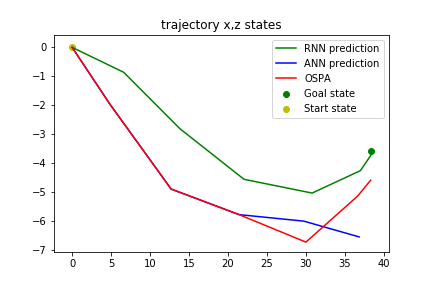 trajectory x,z states
RNN prediction
ANN prediction
OSPA
Goal state
Start state
0
−1
−2
−3
−4
−5
−6
−7
0 5 10 15 20 25 30 35 40